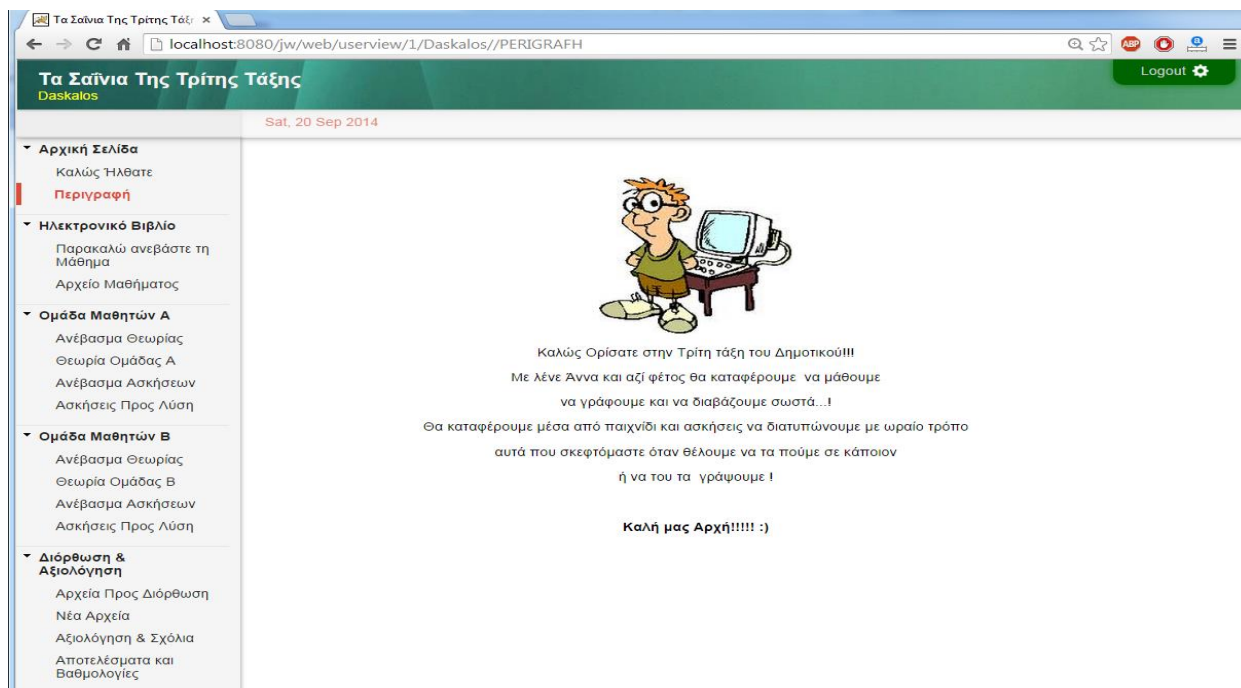 Τα Σαΐνια Της Τρίτης Τάξ
localhost:8080/jw/web/userview/1/Daskalos//PERIGRAFH
ABP
Τα Σαΐνια Της Τρίτης Τάξης
Daskalos
Logout
Sat, 20 Sep 2014
Αρχική Σελίδα
Καλώς Ήλθατε
Περιγραφή
Ηλεκτρονικό Βιβλίο
Παρακαλώ ανεβάστε τη
Μάθημα
Αρχείο Μαθήματος
Ομάδα Μαθητών Α
Ανέβασμα Θεωρίας
Θεωρία Ομάδας Α
Ανέβασμα Ασκήσεων
Ασκήσεις Προς Λύση
Ομάδα Μαθητών Β
Ανέβασμα Θεωρίας
Θεωρία Ομάδας Β
Ανέβασμα Ασκήσεων
Ασκήσεις Προς Λύση
Διόρθωση &
Αξιολόγηση
Αρχεία Προς Διόρθωση
Νέα Αρχεία
Αξιολόγηση & Σχόλια
Αποτελέσματα και
Βαθμολογίες
Καλώς Ορίσατε στην Τρίτη τάξη του Δημοτικού!!!
Με λένε Άννα και αζί φέτος θα καταφέρουμε να μάθουμε
να γράφουμε και να διαβάζουμε σωστά...!
Θα καταφέρουμε μέσα από παιχνίδι και ασκήσεις να διατυπώνουμε με ωραίο τρόπο
αυτά που σκεφτόμαστε όταν θέλουμε να τα πούμε σε κάποιον
ή να του τα γράψουμε !
Καλή μας Αρχή!!!!! :)